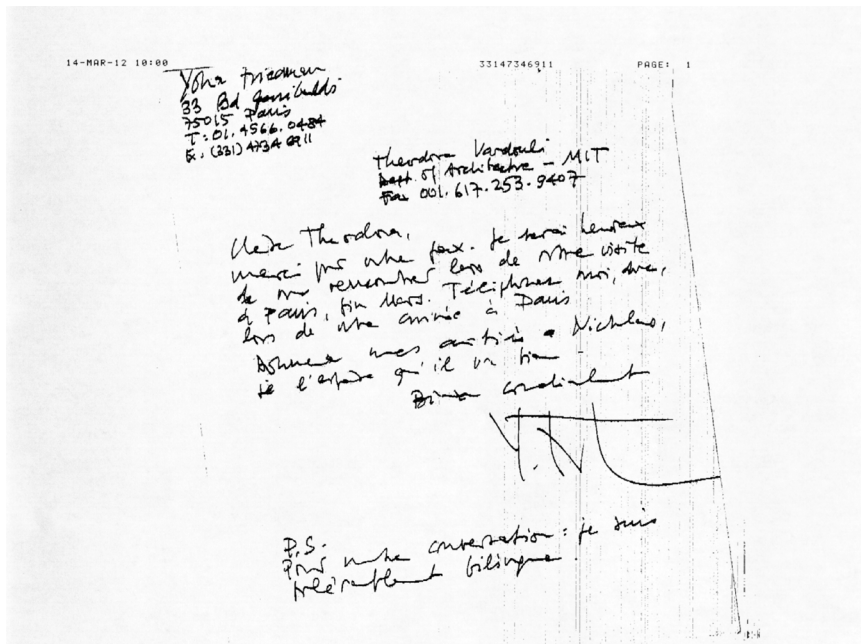 14-MAR-12 10:00 33147346911 PAGE: 1
Yona Friedman
33 Bd Garibaldi
75015 Paris
T: 01.4566.0484
Fx. (331) 4734 6911
Theodora Vardouli
Dept. of Architecture - MIT
Fax 001.617.253.9407
Chère Theodora,
merci pour votre fax. Je serai heureux
de vous rencontrer lors de votre visite
à Paris, fin Mars. Téléphonez moi, donc,
lors de votre arrivée à Paris
mes amitiés à Nicholas,
je l'espère qu'il va bien -
Bien cordialement
P.S.
Pour notre conversation: je suis
tolérablement bilingue.